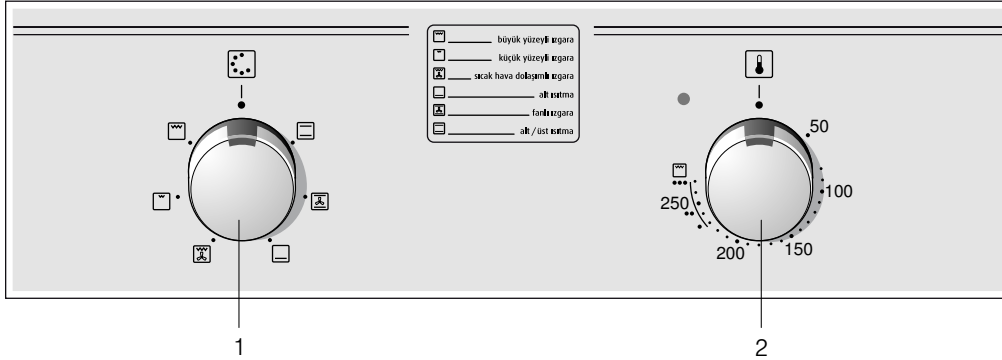 büyük yüzeyli ızgara
küçük yüzeyli ızgara
sıcak hava dolaşımlı ızgara
alt ısıtma
fanlı ızgara
alt / üst ısıtma
50
100
150
200
250
1
2